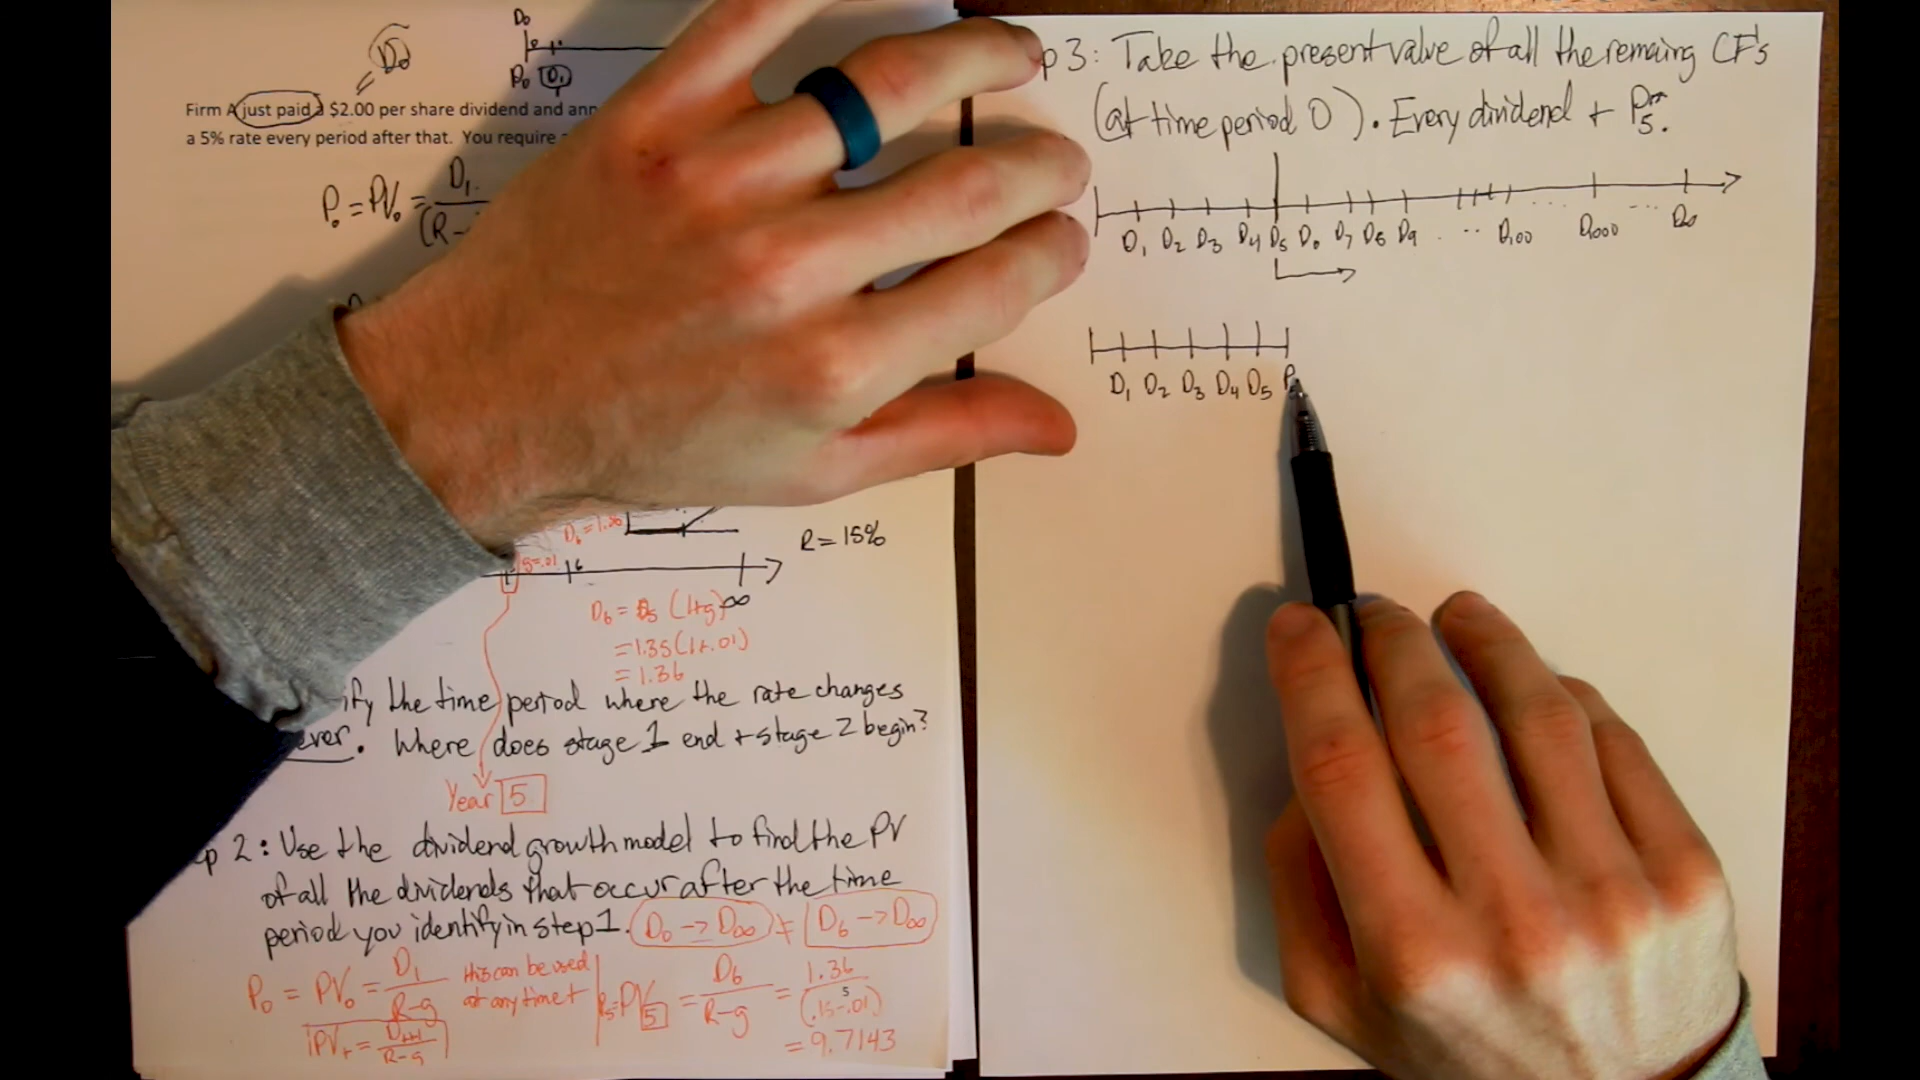 D₀
D₀
D₀ D₁
Firm A just paid a $2.00 per share dividend and ann
a 5% rate every period after that. You require
P₀ = PV₀ = D₁ / (R-
D₆ = 1.36
g=.01
6
∞
R = 15%
D₆ = D₅ (1+g)
= 1.35(1+.01)
= 1.36
ify the time period where the rate changes
ever. Where does stage 1 end + stage 2 begin?
Year 5
p 2: Use the dividend growth model to find the PV
of all the dividends that occur after the time
period you identify in step 1. D₀ -> D∞ ≠ D₆ -> D∞
P₀ = PV₀ = D₁ / R-g this can be used at any time t
PVₜ = Dₜ₊₁ / R-g
P₅ = PV₅ = D₆ / R-g = 1.36 / (.15-.01)
= 9.7143
p 3: Take the present value of all the remaing CF's
(at time period 0). Every dividend + P₅.
D₁ D₂ D₃ D₄ D₅ D₆ D₇ D₈ D₉ . .. D₁₀₀ ... D₁₀₀₀ ... D∞
D₁ D₂ D₃ D₄ D₅ P₅